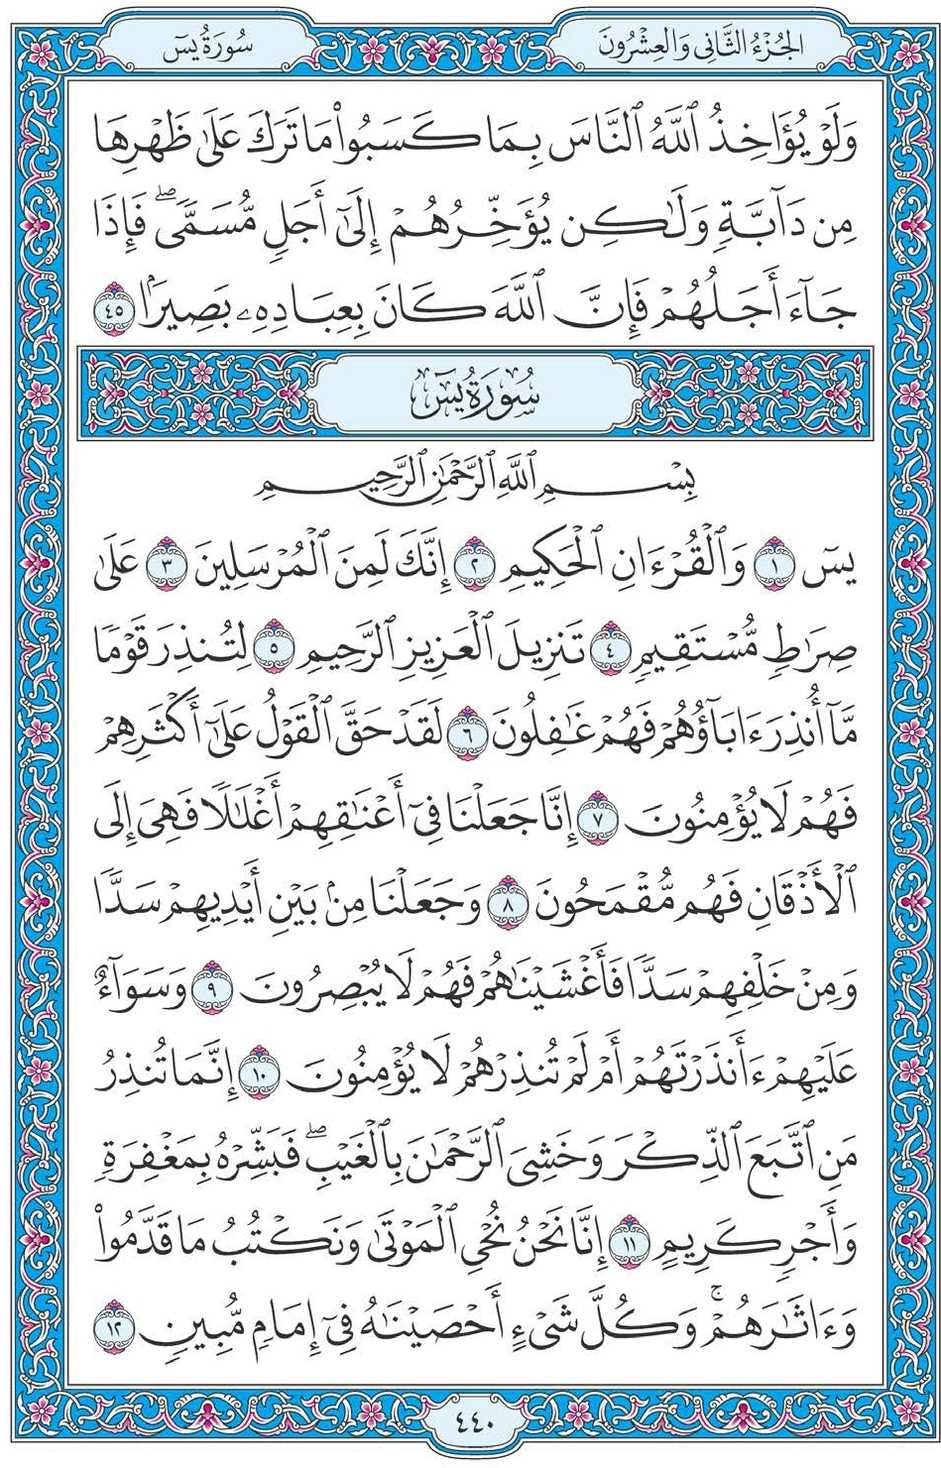 الجُزْءُ الثَّانِي وَالْعِشْرُونَ
سُورَةُ يسٓ
وَلَوْ يُؤَاخِذُ ٱللَّهُ ٱلنَّاسَ بِمَا كَسَبُوا۟ مَا تَرَكَ عَلَىٰ ظَهْرِهَا
مِن دَآبَّةٍ وَلَٰكِن يُؤَخِّرُهُمْ إِلَىٰٓ أَجَلٍ مُّسَمًّى ۖ فَإِذَا
جَآءَ أَجَلُهُمْ فَإِنَّ ٱللَّهَ كَانَ بِعِبَادِهِۦ بَصِيرًۢا ٤٥
سُورَةُ يسٓ
بِسْمِ ٱللَّهِ ٱلرَّحْمَٰنِ ٱلرَّحِيمِ
يسٓ ١ وَٱلْقُرْءَانِ ٱلْحَكِيمِ ٢ إِنَّكَ لَمِنَ ٱلْمُرْسَلِينَ ٣ عَلَىٰ
صِرَٰطٍ مُّسْتَقِيمٍ ٤ تَنزِيلَ ٱلْعَزِيزِ ٱلرَّحِيمِ ٥ لِتُنذِرَ قَوْمًا
مَّآ أُنذِرَ ءَابَآؤُهُمْ فَهُمْ غَٰفِلُونَ ٦ لَقَدْ حَقَّ ٱلْقَوْلُ عَلَىٰٓ أَكْثَرِهِمْ
فَهُمْ لَا يُؤْمِنُونَ ٧ إِنَّا جَعَلْنَا فِىٓ أَعْنَٰقِهِمْ أَغْلَٰلًا فَهِىَ إِلَى
ٱلْأَذْقَانِ فَهُم مُّقْمَحُونَ ٨ وَجَعَلْنَا مِنۢ بَيْنِ أَيْدِيهِمْ سَدًّا
وَمِنْ خَلْفِهِمْ سَدًّا فَأَغْشَيْنَٰهُمْ فَهُمْ لَا يُبْصِرُونَ ٩ وَسَوَآءٌ
عَلَيْهِمْ ءَأَنذَرْتَهُمْ أَمْ لَمْ تُنذِرْهُمْ لَا يُؤْمِنُونَ ١٠ إِنَّمَا تُنذِرُ
مَنِ ٱتَّبَعَ ٱلذِّكْرَ وَخَشِىَ ٱلرَّحْمَٰنَ بِٱلْغَيْبِ ۖ فَبَشِّرْهُ بِمَغْفِرَةٍ
وَأَجْرٍ كَرِيمٍ ١١ إِنَّا نَحْنُ نُحْىِ ٱلْمَوْتَىٰ وَنَكْتُبُ مَا قَدَّمُوا۟
وَءَاثَٰرَهُمْ ۚ وَكُلَّ شَىْءٍ أَحْصَيْنَٰهُ فِىٓ إِمَامٍ مُّبِينٍ ١٢
٤٤٠